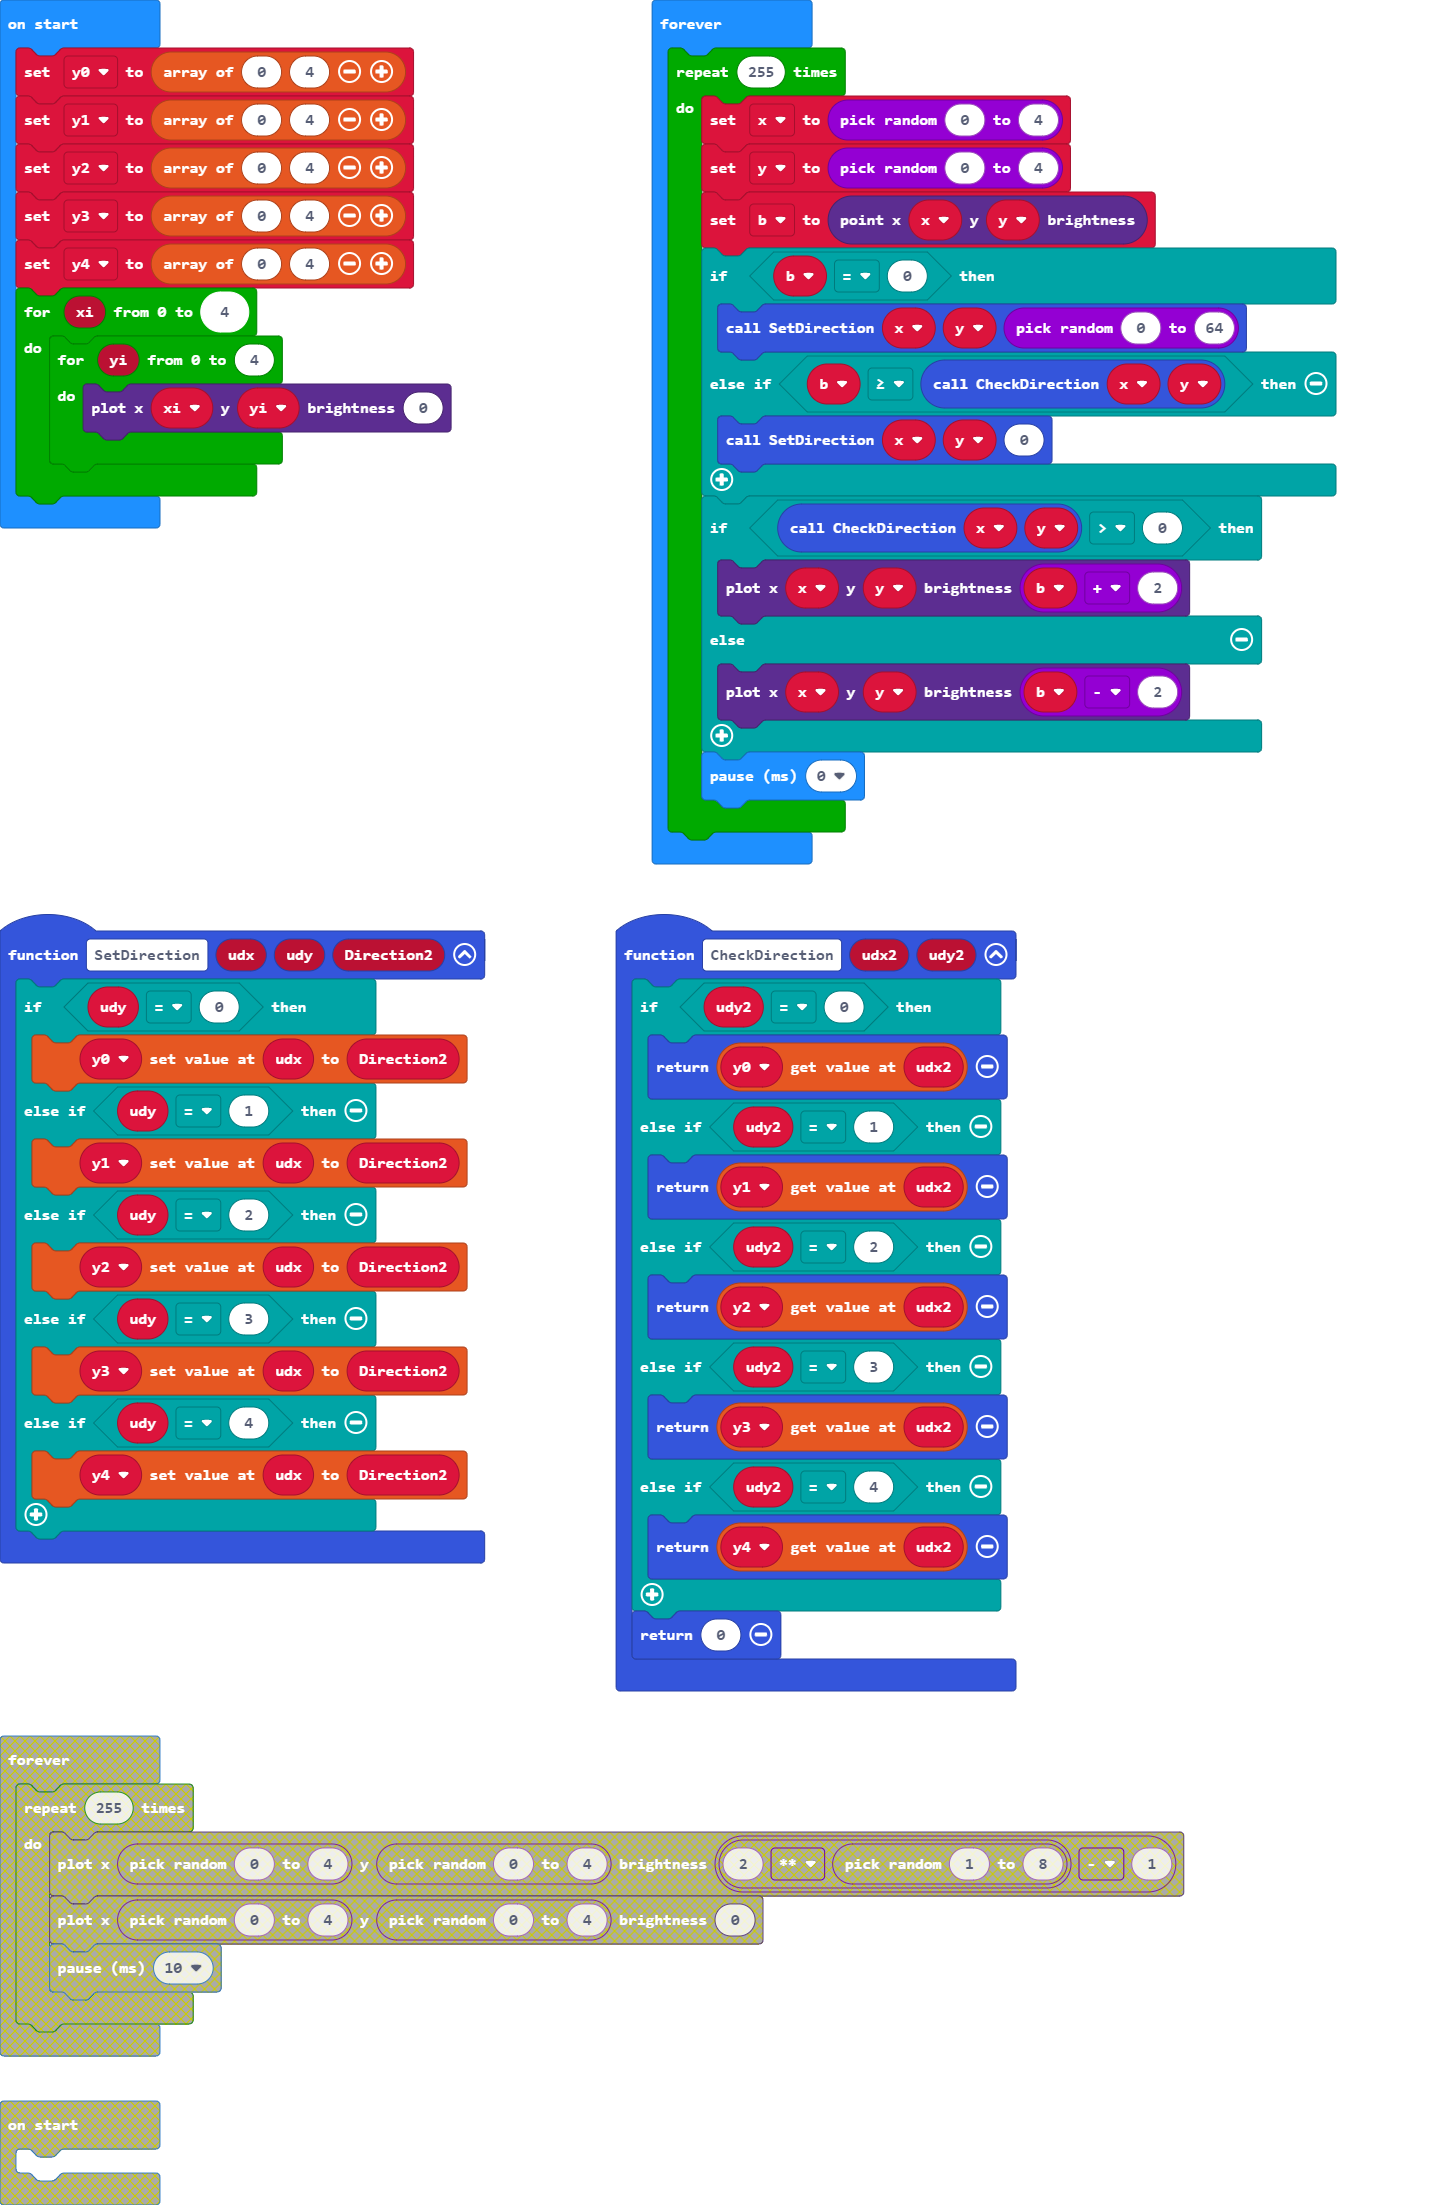 on start
set y0 to array of 0 4
set y1 to array of 0 4
set y2 to array of 0 4
set y3 to array of 0 4
set y4 to array of 0 4
for xi from 0 to 4
do
for yi from 0 to 4
do
plot x xi y yi brightness 0
forever
repeat 255 times
do
set x to pick random 0 to 4
set y to pick random 0 to 4
set b to point x x y y brightness
if b = 0 then
call SetDirection x y pick random 0 to 64
else if b ≥ call CheckDirection x y then
call SetDirection x y 0
if call CheckDirection x y > 0 then
plot x x y y brightness b + 2
else
plot x x y y brightness b - 2
pause (ms) 0
function SetDirection udx udy Direction2
if udy = 0 then
y0 set value at udx to Direction2
else if udy = 1 then
y1 set value at udx to Direction2
else if udy = 2 then
y2 set value at udx to Direction2
else if udy = 3 then
y3 set value at udx to Direction2
else if udy = 4 then
y4 set value at udx to Direction2
function CheckDirection udx2 udy2
if udy2 = 0 then
return y0 get value at udx2
else if udy2 = 1 then
return y1 get value at udx2
else if udy2 = 2 then
return y2 get value at udx2
else if udy2 = 3 then
return y3 get value at udx2
else if udy2 = 4 then
return y4 get value at udx2
return 0
forever
repeat 255 times
do
plot x pick random 0 to 4 y pick random 0 to 4 brightness 2 ** pick random 1 to 8 - 1
plot x pick random 0 to 4 y pick random 0 to 4 brightness 0
pause (ms) 10
on start